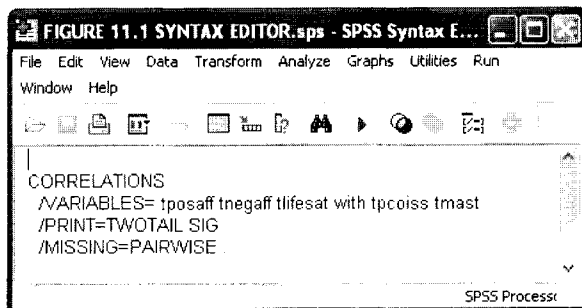 FIGURE 11.1 SYNTAX EDITOR.sps - SPSS Syntax E...
File Edit View Data Transform Analyze Graphs Utilities Run
Window Help
CORRELATIONS
/VARIABLES= tposaff tnegaff tlifesat with tpcoiss tmast
/PRINT=TWOTAIL SIG
/MISSING=PAIRWISE .
SPSS Processo